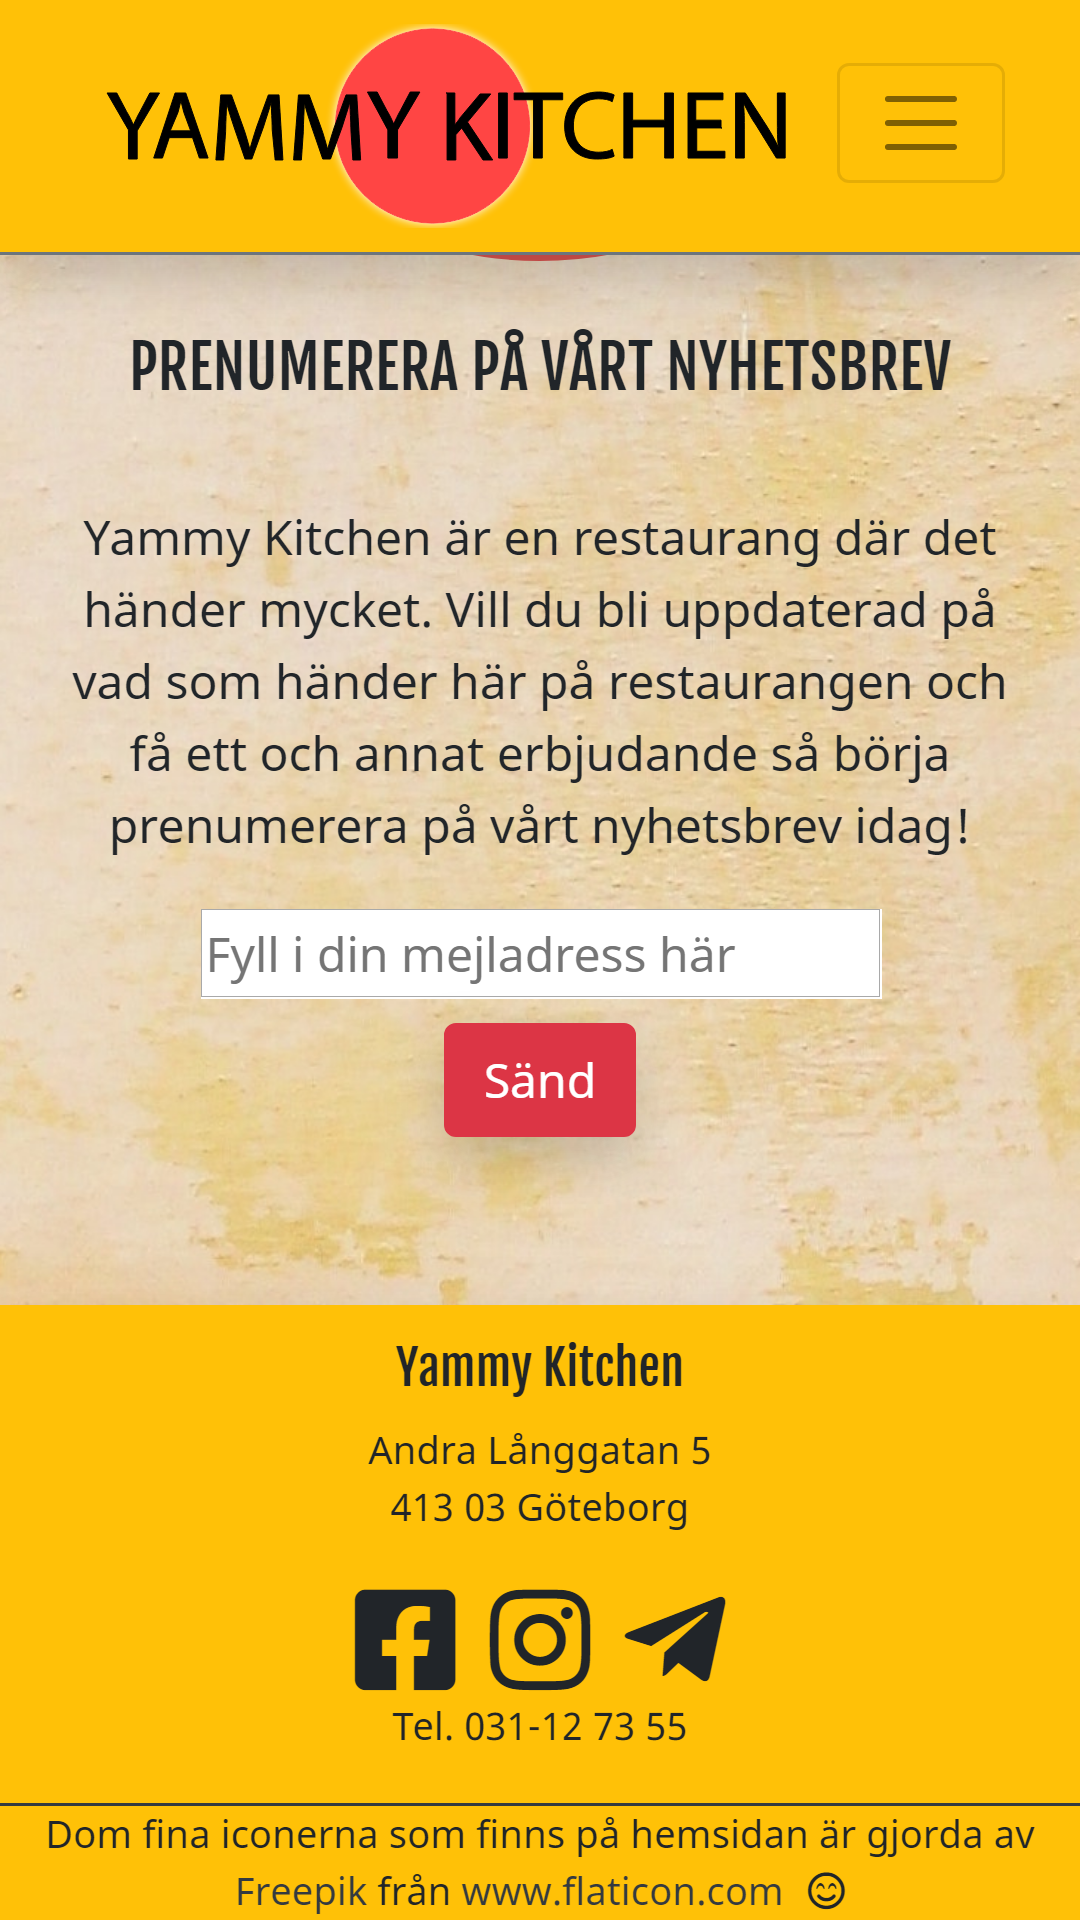 YAMMY KITCHEN
PRENUMERERA PÅ VÅRT NYHETSBREV
Yammy Kitchen är en restaurang där det
händer mycket. Vill du bli uppdaterad på
vad som händer här på restaurangen och
få ett och annat erbjudande så börja
prenumerera på vårt nyhetsbrev idag!
Fyll i din mejladress här
Sänd
Yammy Kitchen
Andra Långgatan 5
413 03 Göteborg
Tel. 031-12 73 55
Dom fina iconerna som finns på hemsidan är gjorda av
Freepik från www.flaticon.com